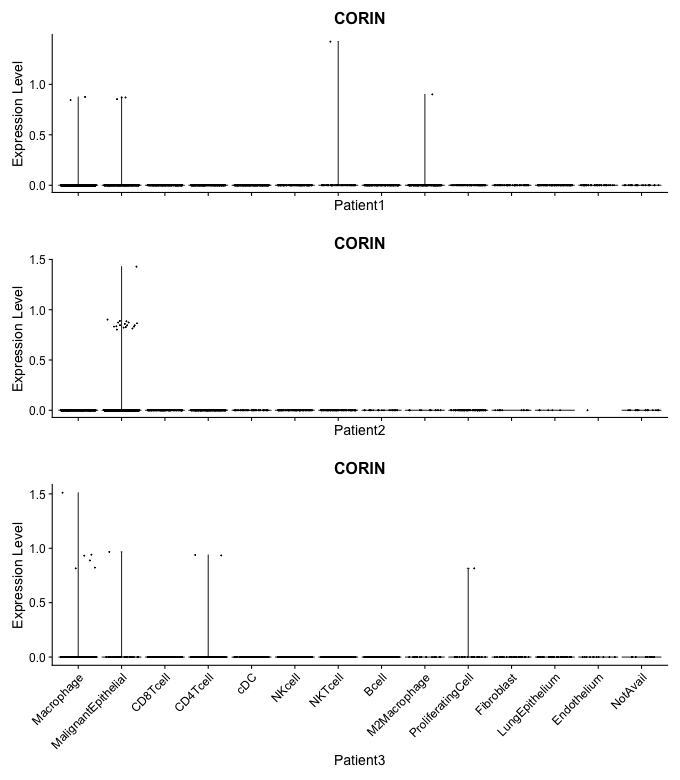 CORIN
Expression Level
1.0
0.5
0.0
Patient1
CORIN
Expression Level
1.5
1.0
0.5
0.0
Patient2
CORIN
Expression Level
1.5
1.0
0.5
0.0
Macrophage
MalignantEpithelial
CD8Tcell
CD4Tcell
cDC
NKcell
NKTcell
Bcell
M2Macrophage
ProliferatingCell
Fibroblast
LungEpithelium
Endothelium
NotAvail
Patient3